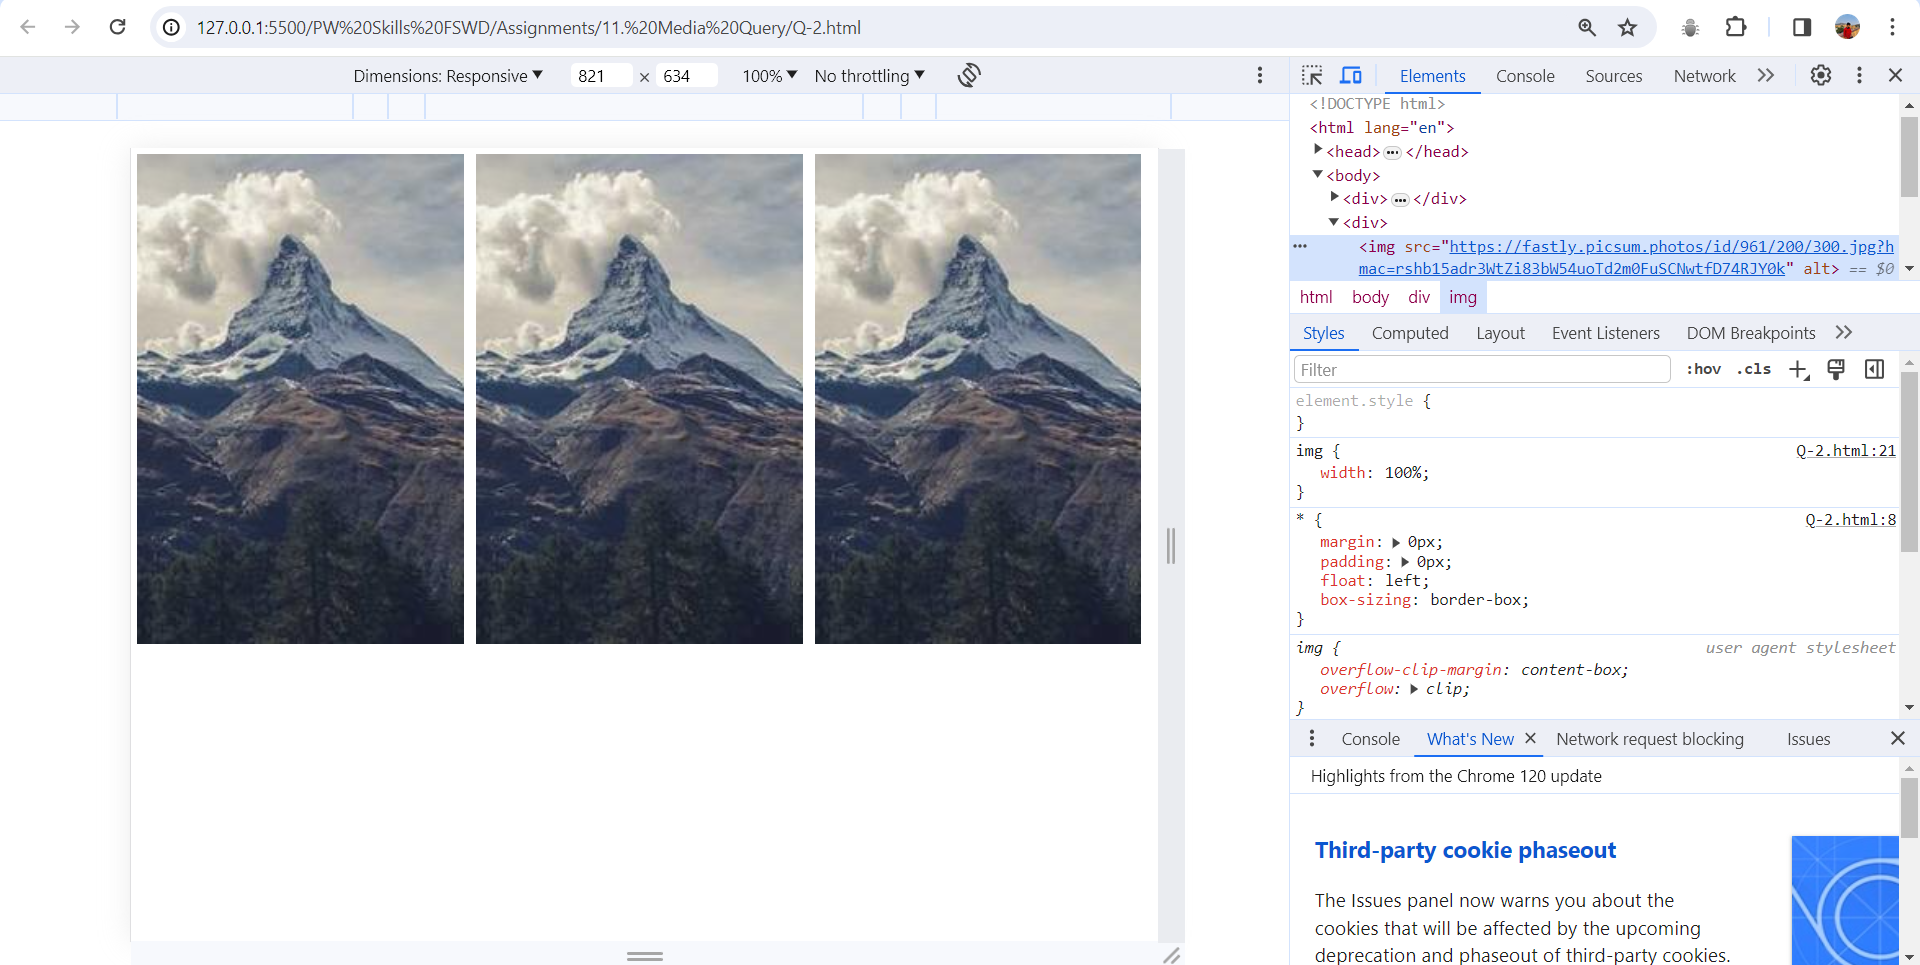 127.0.0.1:5500/PW%20Skills%20FSWD/Assignments/11.%20Media%20Query/Q-2.html
Dimensions: Responsive 821 × 634 100% No throttling
Elements Console Sources Network
<!DOCTYPE html>
<html lang="en">
<head> ••• </head>
<body>
<div> ••• </div>
<div>
<img src="https://fastly.picsum.photos/id/961/200/300.jpg?h
mac=rshb15adr3WtZi83bW54uoTd2m0FuSCNwtfD74RJY0k" alt> == $0
html body div img
Styles Computed Layout Event Listeners DOM Breakpoints
Filter :hov .cls
element.style {
}
img { Q-2.html:21
width: 100%;
}
* { Q-2.html:8
margin: 0px;
padding: 0px;
float: left;
box-sizing: border-box;
}
img { user agent stylesheet
overflow-clip-margin: content-box;
overflow: clip;
}
Console What's New Network request blocking Issues
Highlights from the Chrome 120 update
Third-party cookie phaseout
The Issues panel now warns you about the
cookies that will be affected by the upcoming
deprecation and phaseout of third-party cookies.